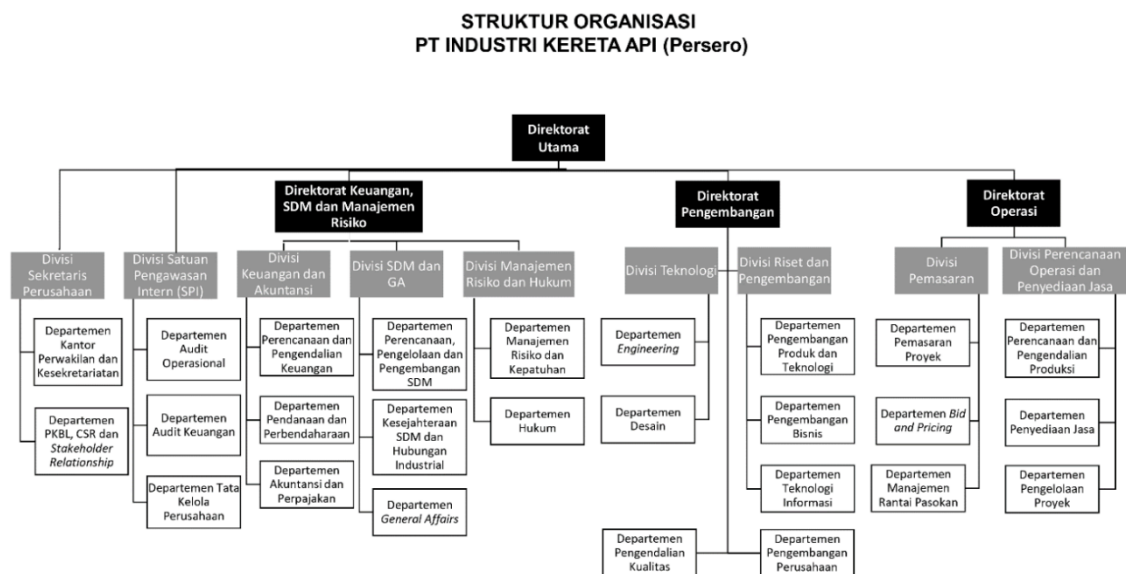 STRUKTUR ORGANISASI
PT INDUSTRI KERETA API (Persero)
Direktorat
Utama
Direktorat Keuangan,
SDM dan Manajemen
Risiko
Direktorat
Pengembangan
Direktorat
Operasi
Divisi
Sekretaris
Perusahaan
Divisi Satuan
Pengawasan
Intern (SPI)
Divisi
Keuangan dan
Akuntansi
Divisi SDM dan
GA
Divisi Manajemen
Risiko dan Hukum
Divisi Teknologi
Divisi Riset dan
Pengembangan
Divisi
Pemasaran
Divisi Perencanaan
Operasi dan
Penyediaan Jasa
Departemen
Kantor
Perwakilan dan
Kesekretariatan
Departemen
PKBL, CSR dan
Stakeholder
Relationship
Departemen
Audit
Operasional
Departemen
Audit Keuangan
Departemen Tata
Kelola
Perusahaan
Departemen
Perencanaan dan
Pengendalian
Keuangan
Departemen
Pendanaan dan
Perbendaharaan
Departemen
Akuntansi dan
Perpajakan
Departemen
Perencanaan,
Pengelolaan dan
Pengembangan
SDM
Departemen
Kesejahteraan
SDM dan
Hubungan
Industrial
Departemen
General Affairs
Departemen
Manajemen
Risiko dan
Kepatuhan
Departemen
Hukum
Departemen
Engineering
Departemen
Desain
Departemen
Pengembangan
Produk dan
Teknologi
Departemen
Pengembangan
Bisnis
Departemen
Teknologi
Informasi
Departemen
Pengendalian
Kualitas
Departemen
Pengembangan
Perusahaan
Departemen
Pemasaran
Proyek
Departemen Bid
and Pricing
Departemen
Manajemen
Rantai Pasokan
Departemen
Perencanaan dan
Pengendalian
Produksi
Departemen
Penyediaan Jasa
Departemen
Pengelolaan
Proyek